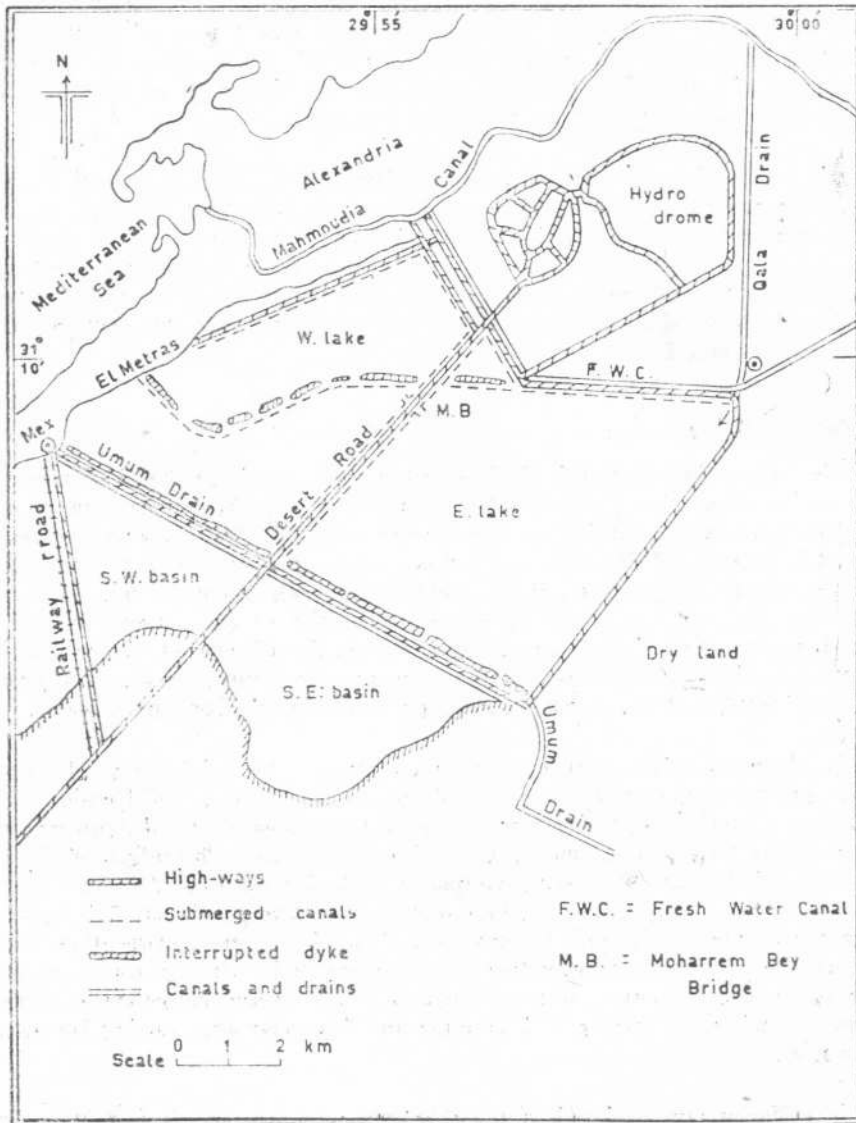 29° 55'
30° 00'
N
Alexandria
Canal
Mahmoudia
Hydro
drome
Drain
Qala
Mediterranean
Sea
31°
10'
El Metras
W. lake
F. W. C.
M. B
Mex
Umum Drain
Desert Road
E. lake
Railway
rroad
S. W. basin
S. E. basin
Dry land
Umum
Drain
High-ways
Submerged canals
Interrupted dyke
Canals and drains
Scale 0 1 2 km
F.W.C. = Fresh Water Canal
M. B. = Moharrem Bey
Bridge